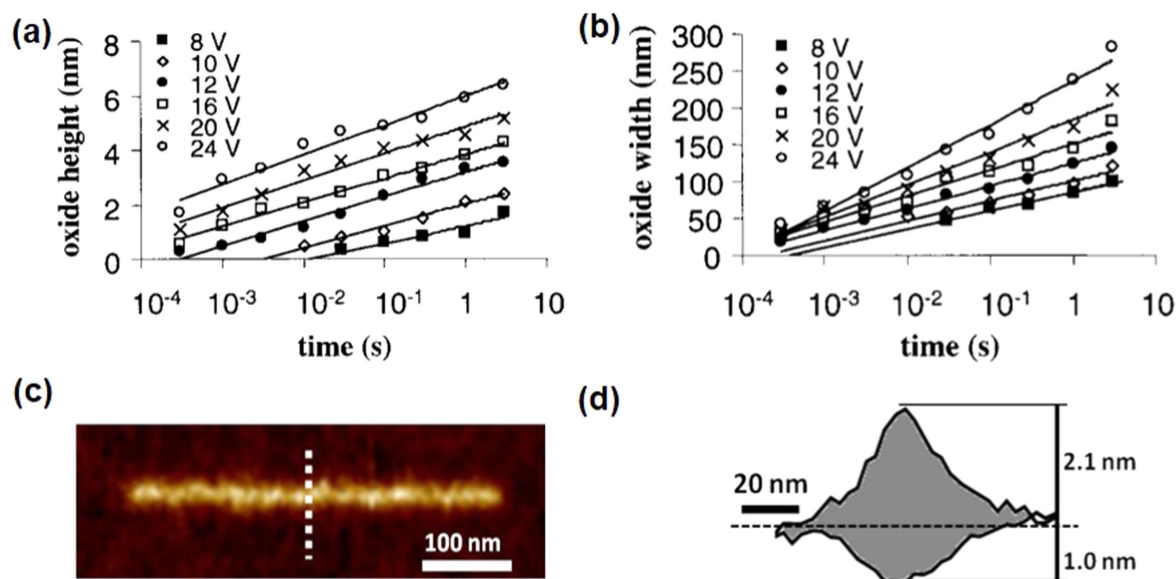 (a)
oxide height (nm)
8
6
4
2
0
8 V
10 V
12 V
16 V
20 V
24 V
10-4 10-3 10-2 10-1 1 10
time (s)
(b)
oxide width (nm)
300
250
200
150
100
50
0
8 V
10 V
12 V
16 V
20 V
24 V
10-4 10-3 10-2 10-1 1 10
time (s)
(c)
100 nm
(d)
20 nm
2.1 nm
1.0 nm